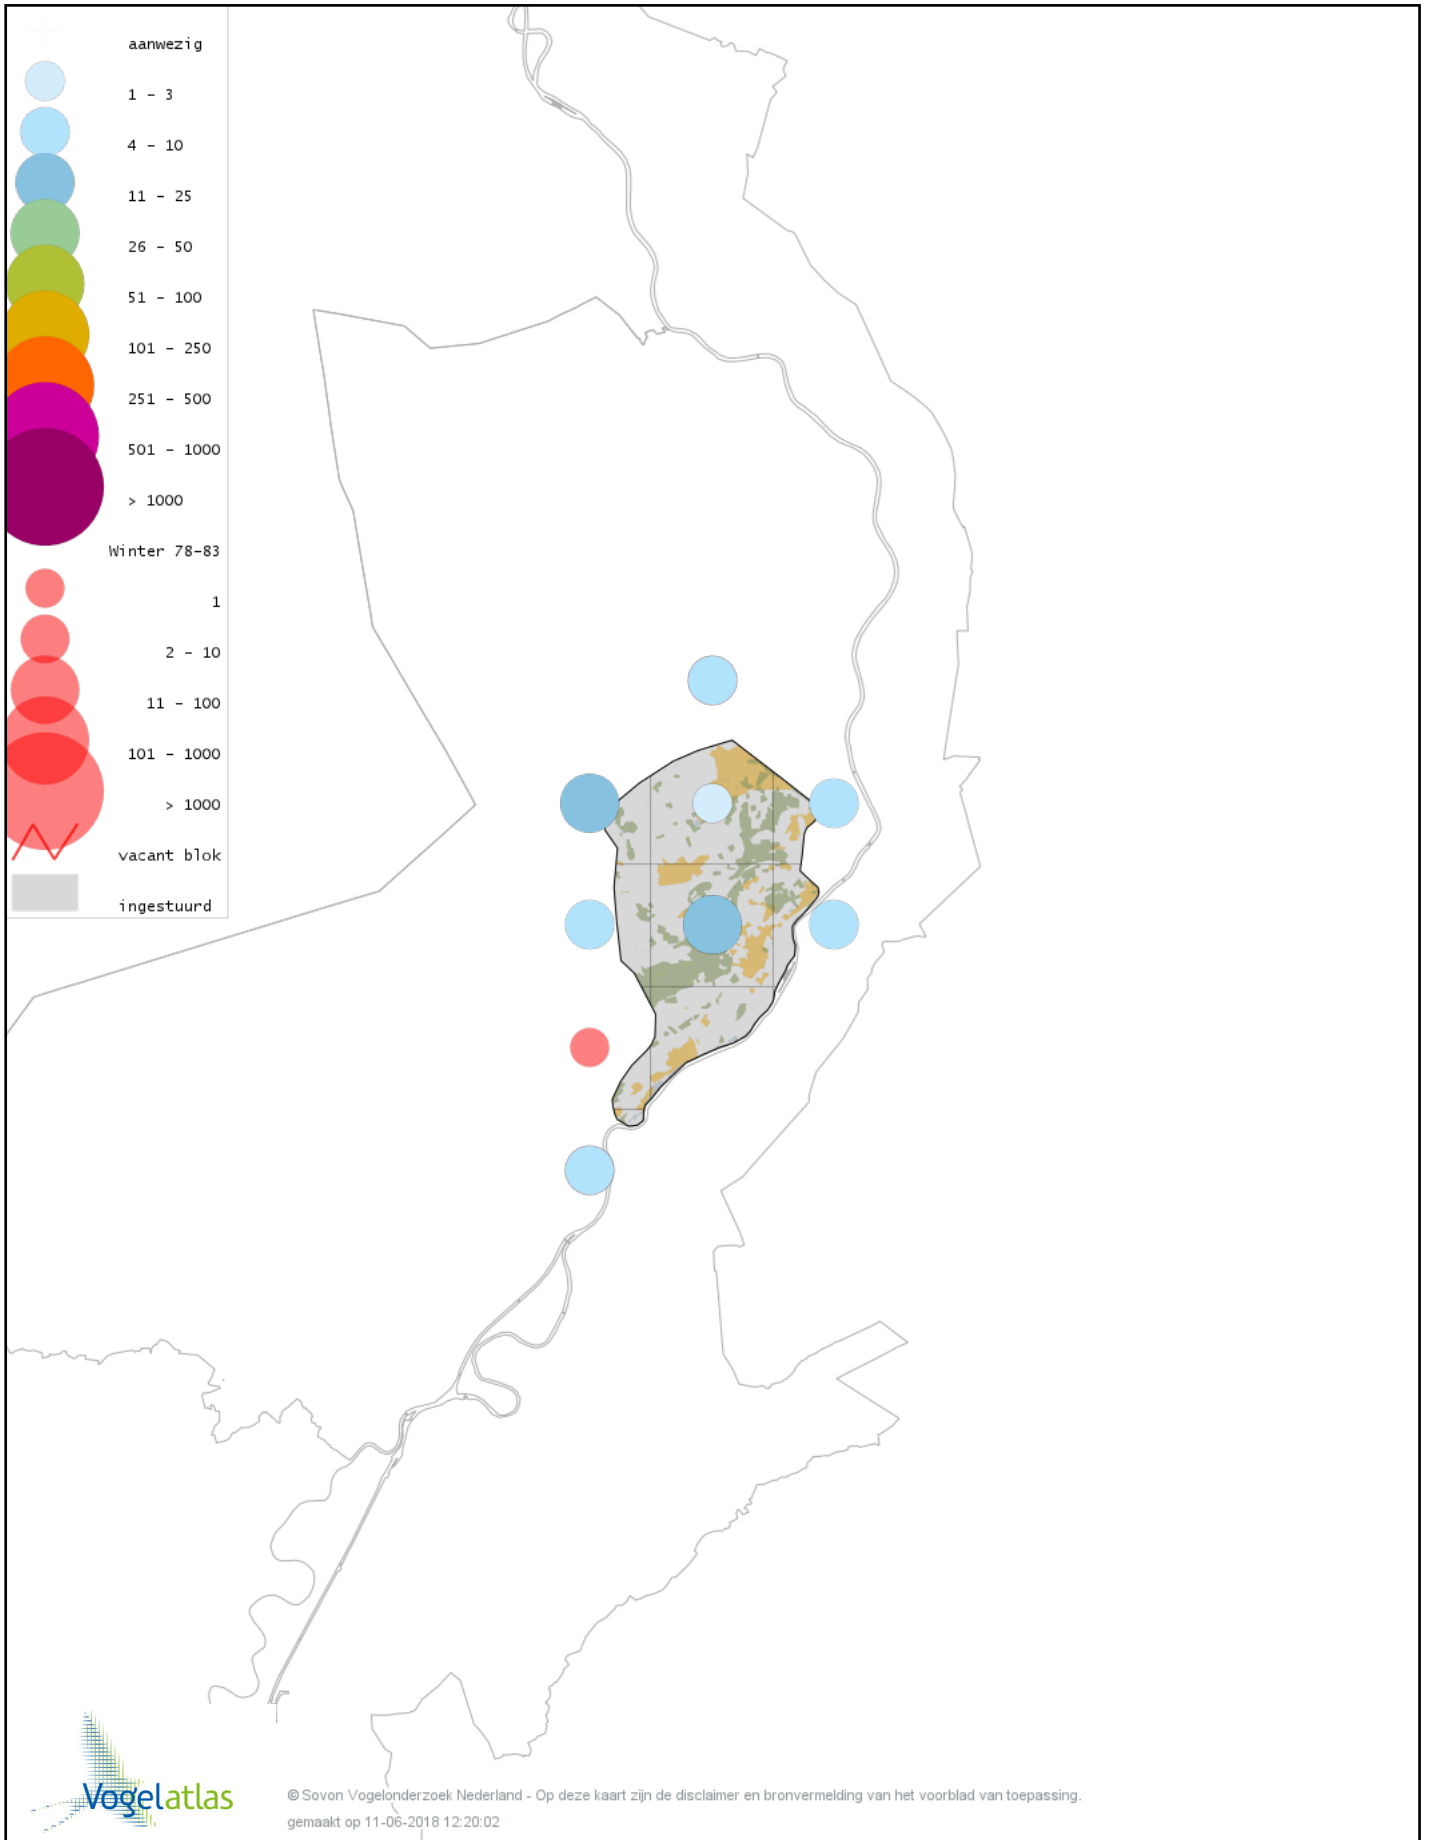 aanwezig
1 - 3
4 - 10
11 - 25
26 - 50
51 - 100
101 - 250
251 - 500
501 - 1000
> 1000
Winter 78-83
1
2 - 10
11 - 100
101 - 1000
> 1000
vacant blok
ingestuurd
Vogelatlas
© Sovon Vogelonderzoek Nederland - Op deze kaart zijn de disclaimer en bronvermelding van het voorblad van toepassing.
gemaakt op 11-06-2018 12:20:02